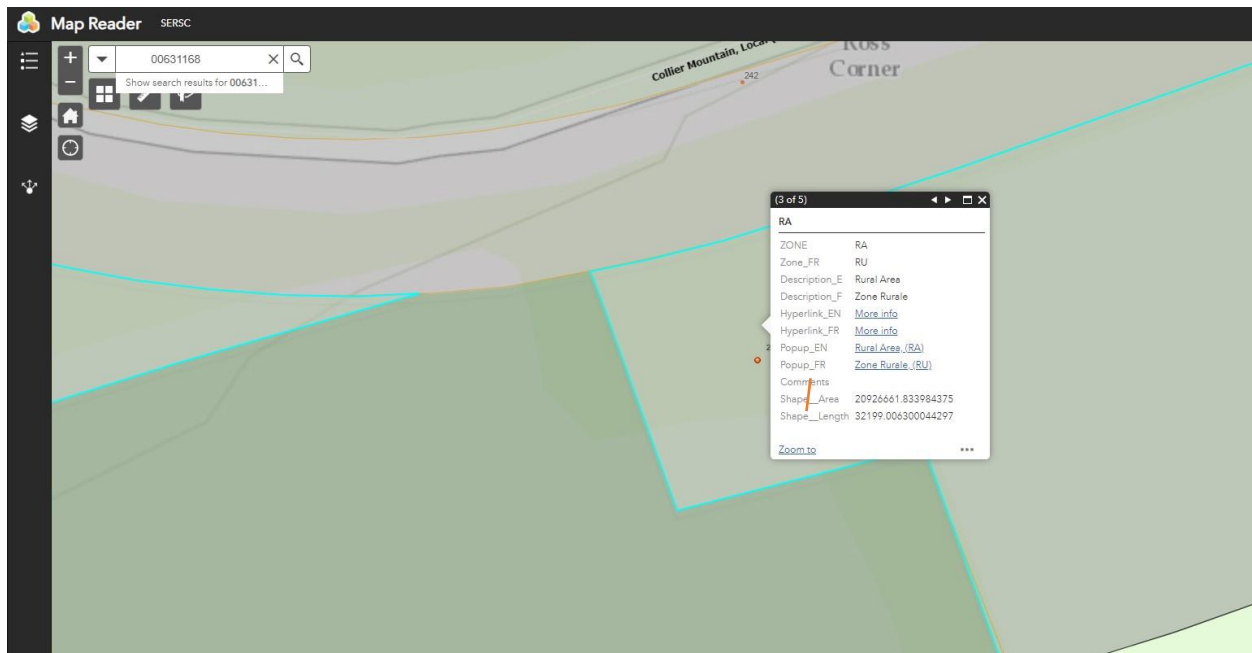 Map Reader SERSC
00631168
Show search results for 00631...
Collier Mountain, Local
242
Ross
Corner
(3 of 5)
RA
ZONE RA
Zone_FR RU
Description_E Rural Area
Description_F Zone Rurale
Hyperlink_EN More info
Hyperlink_FR More info
Popup_EN Rural Area, (RA)
Popup_FR Zone Rurale, (RU)
Comments
Shape__Area 20926661.833984375
Shape__Length 32199.006300044297
Zoom to